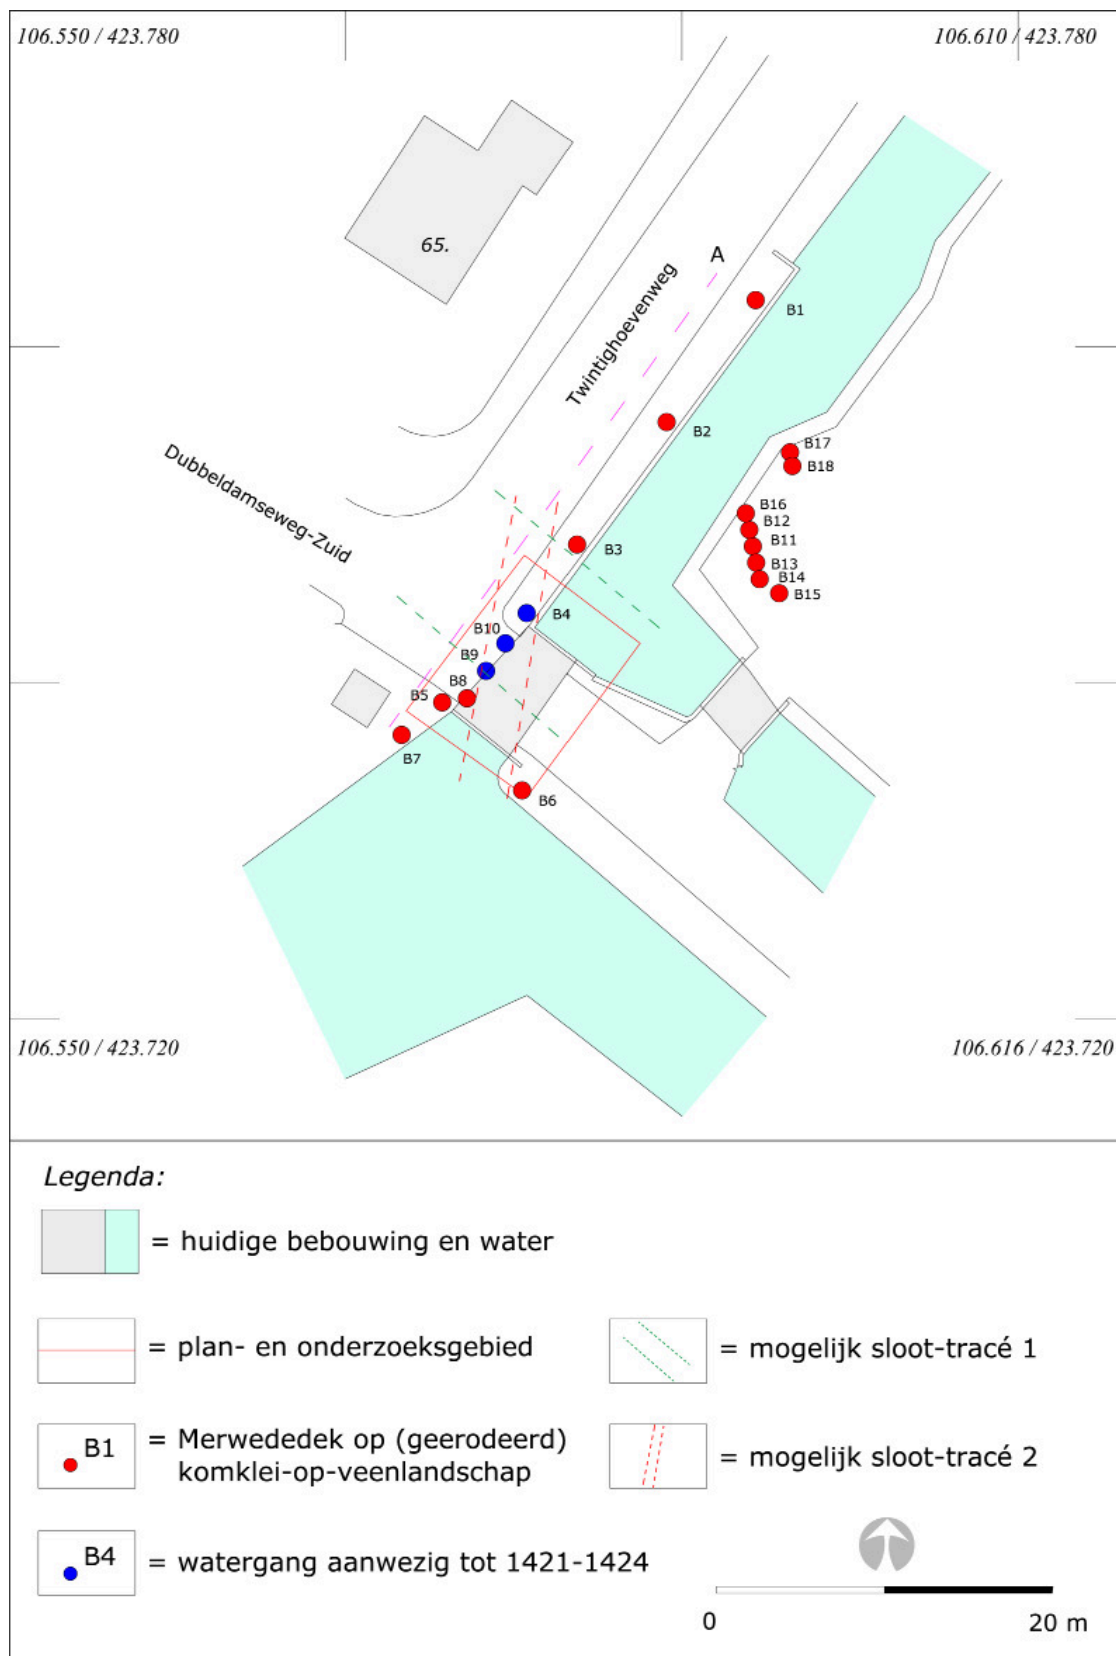 106.550 / 423.780
106.610 / 423.780
65.
A
Twintighoevenweg
B1
B2
Dubbeldamseweg-Zuid
B17
B18
B16
B12
B11
B13
B14
B15
B3
B4
B10
B9
B8
B5
B7
B6
106.550 / 423.720
106.616 / 423.720
Legenda:
= huidige bebouwing en water
= plan- en onderzoeksgebied
= mogelijk sloot-tracé 1
B1
= Merwededek op (geerodeerd)
komklei-op-veenlandschap
= mogelijk sloot-tracé 2
B4
= watergang aanwezig tot 1421-1424
0
20 m